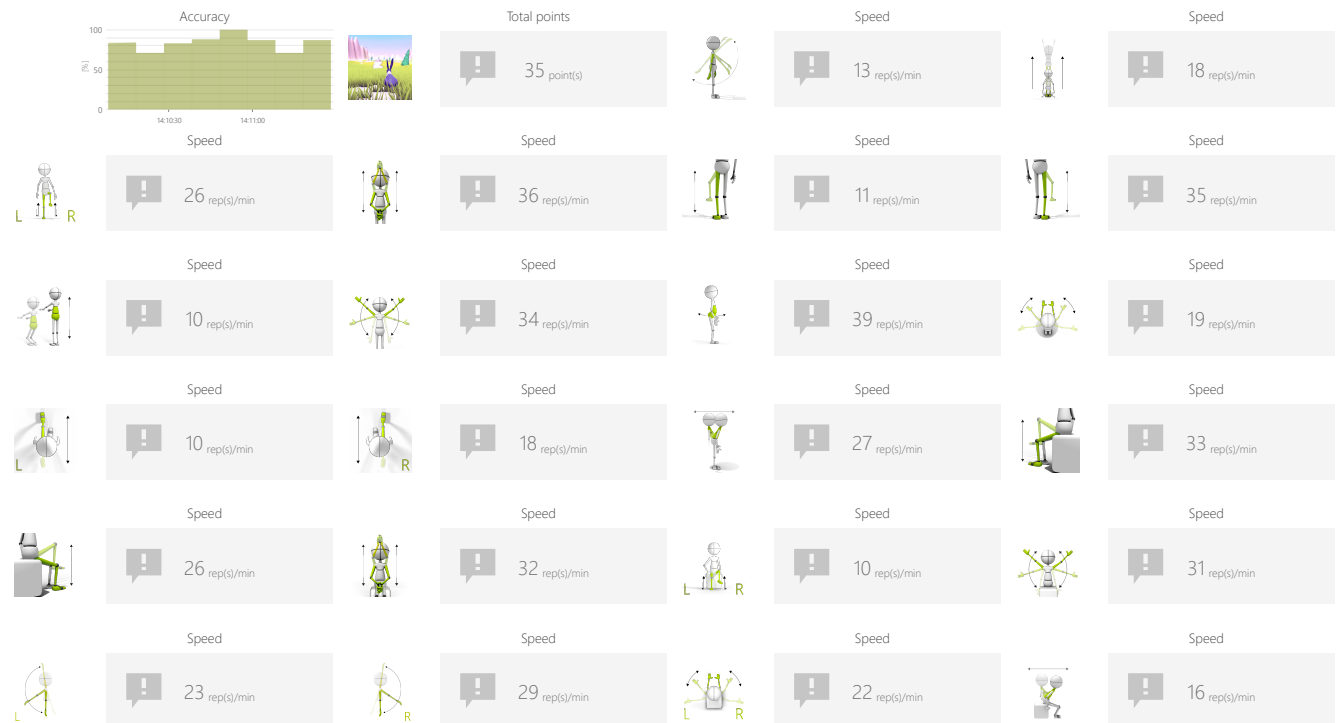 Accuracy
100
[%]
50
0
14:10:30
14:11:00
Total points
35 point(s)
Speed
13 rep(s)/min
Speed
18 rep(s)/min
Speed
L R
26 rep(s)/min
Speed
36 rep(s)/min
Speed
11 rep(s)/min
Speed
35 rep(s)/min
Speed
10 rep(s)/min
Speed
34 rep(s)/min
Speed
39 rep(s)/min
Speed
19 rep(s)/min
Speed
L
10 rep(s)/min
Speed
R
18 rep(s)/min
Speed
27 rep(s)/min
Speed
33 rep(s)/min
Speed
26 rep(s)/min
Speed
32 rep(s)/min
Speed
L R
10 rep(s)/min
Speed
31 rep(s)/min
Speed
L
23 rep(s)/min
Speed
R
29 rep(s)/min
Speed
L R
22 rep(s)/min
Speed
16 rep(s)/min